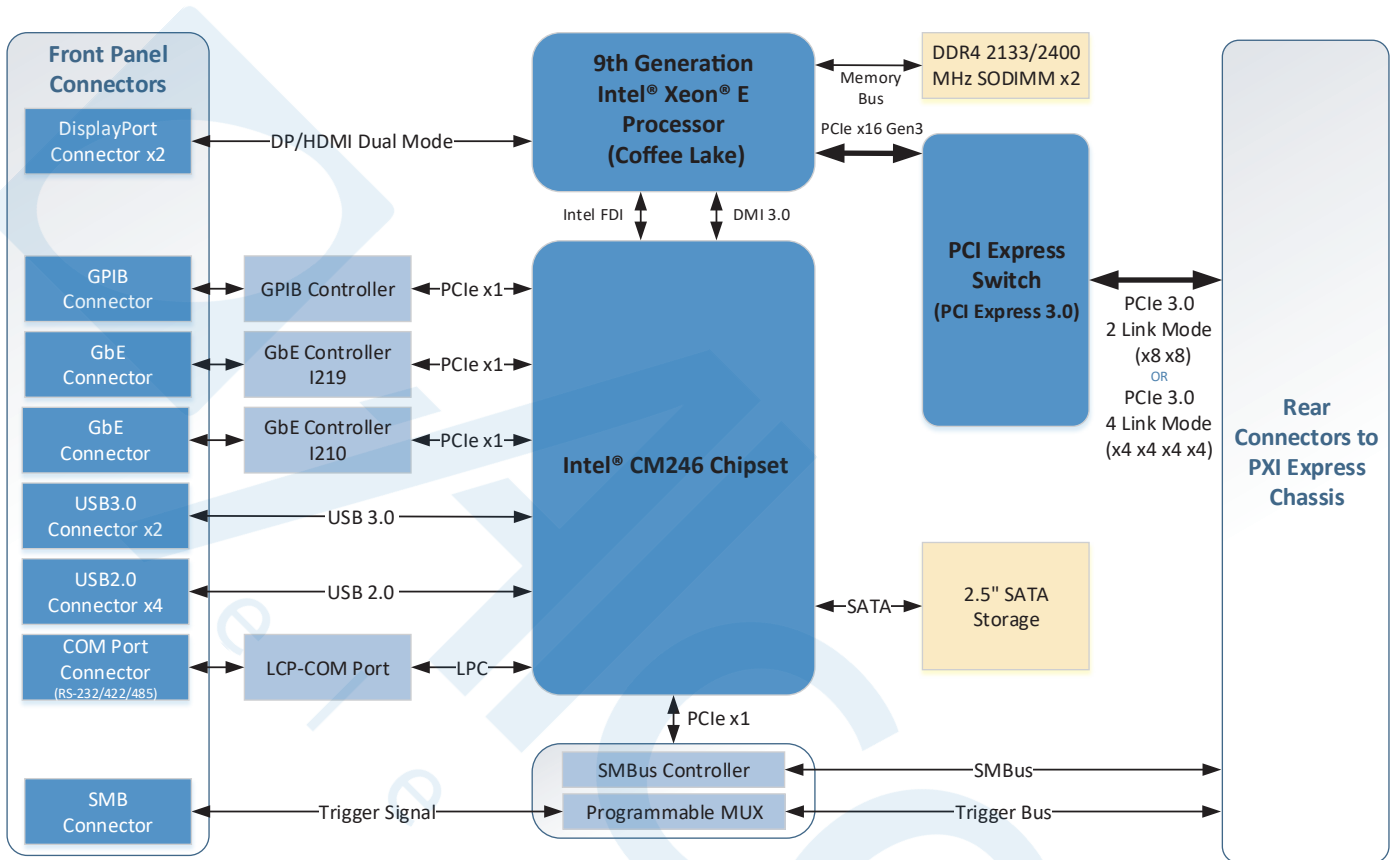 Front Panel
Connectors
DisplayPort
Connector x2
DP/HDMI Dual Mode
9th Generation
Intel® Xeon® E
Processor
(Coffee Lake)
Memory
Bus
DDR4 2133/2400
MHz SODIMM x2
PCIe x16 Gen3
Intel FDI
DMI 3.0
PCI Express
Switch
(PCI Express 3.0)
PCIe 3.0
2 Link Mode
(x8 x8)
OR
PCIe 3.0
4 Link Mode
(x4 x4 x4 x4)
Rear
Connectors to
PXI Express
Chassis
GPIB
Connector
GPIB Controller
PCIe x1
GbE
Connector
GbE Controller
I219
PCIe x1
GbE
Connector
GbE Controller
I210
PCIe x1
Intel® CM246 Chipset
USB3.0
Connector x2
USB 3.0
USB2.0
Connector x4
USB 2.0
SATA
2.5" SATA
Storage
COM Port
Connector
(RS-232/422/485)
LCP-COM Port
LPC
PCIe x1
SMBus Controller
SMBus
SMB
Connector
Trigger Signal
Programmable MUX
Trigger Bus